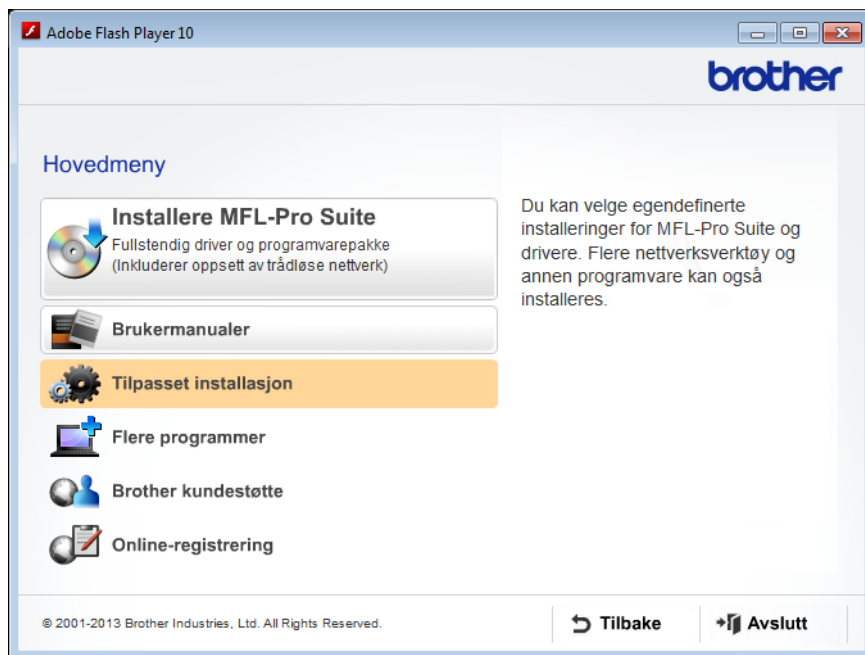 Adobe Flash Player 10
brother
Hovedmeny
Installere MFL-Pro Suite
Fullstendig driver og programvarepakke
(Inkluderer oppsett av trådløse nettverk)
Brukermanualer
Tilpasset installasjon
Flere programmer
Brother kundestøtte
Online-registrering
Du kan velge egendefinerte
installeringer for MFL-Pro Suite og
drivere. Flere nettverksverktøy og
annen programvare kan også
installeres.
© 2001-2013 Brother Industries, Ltd. All Rights Reserved.
Tilbake
Avslutt